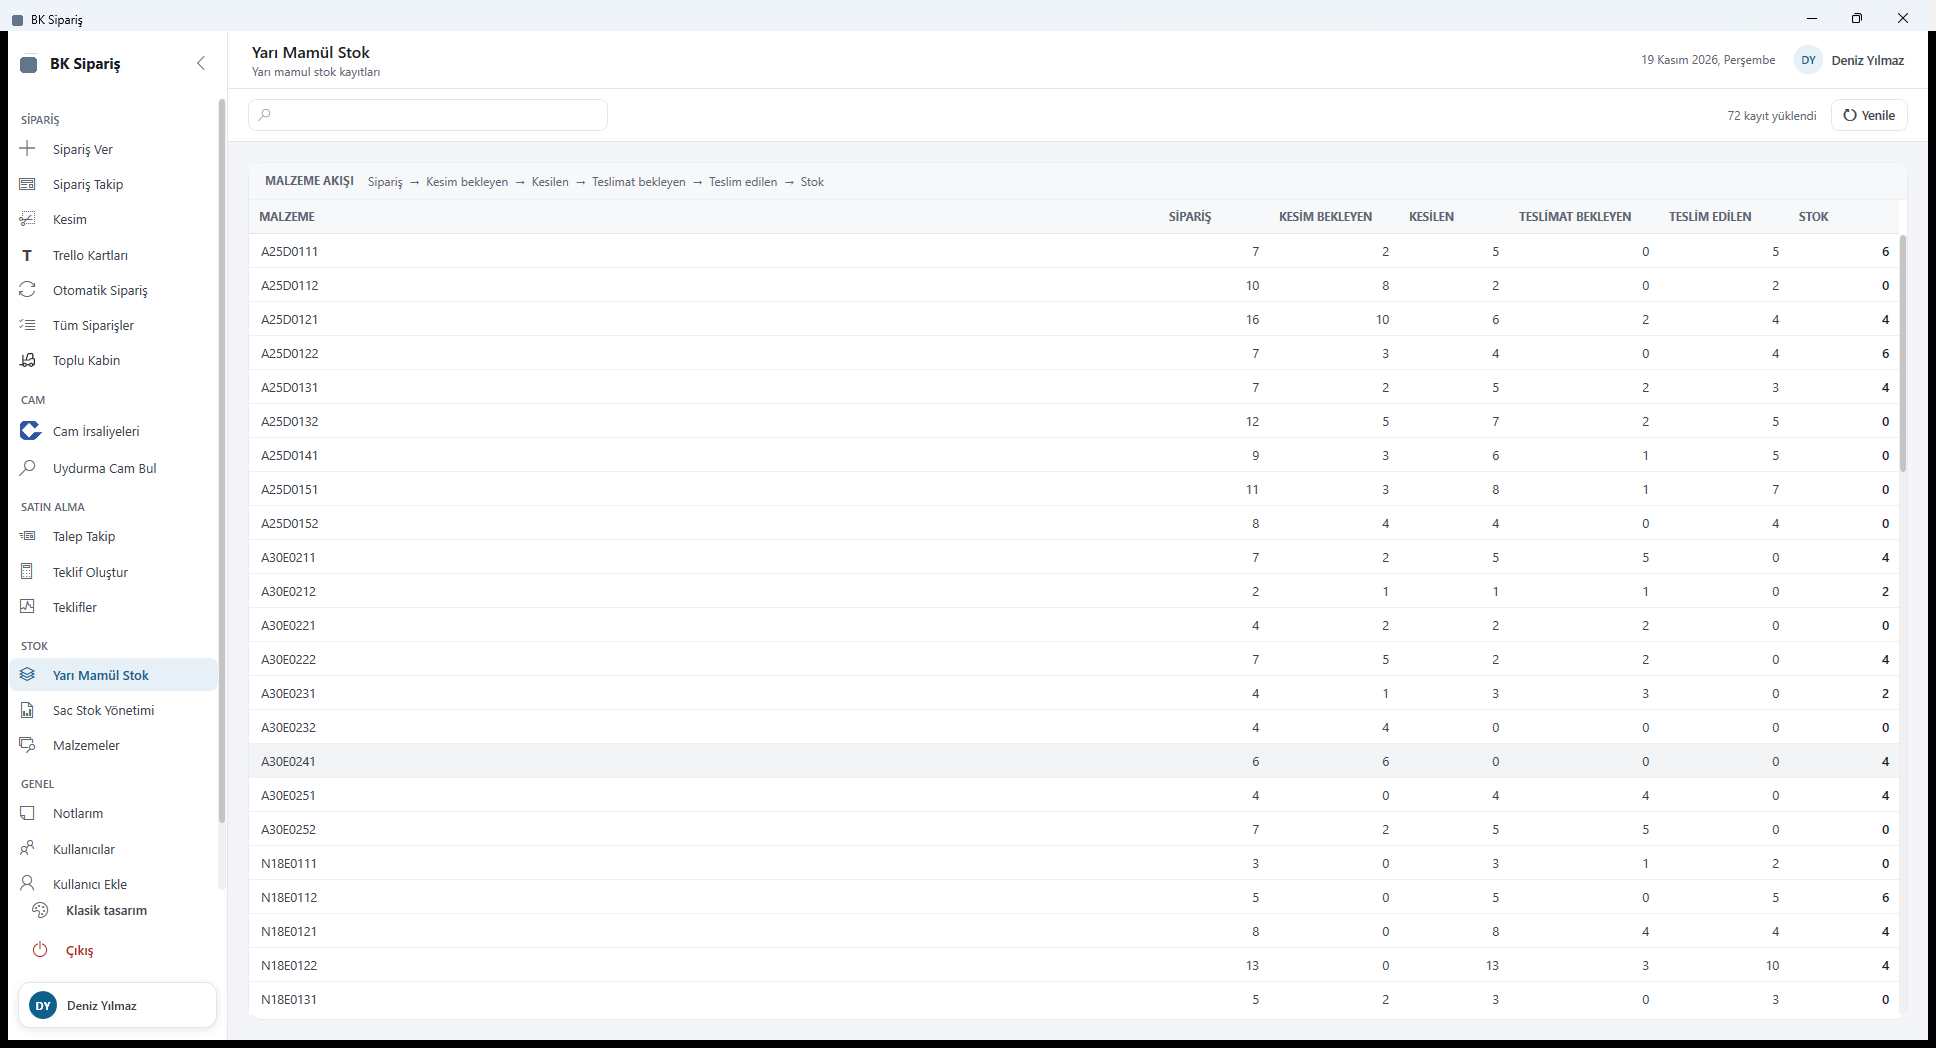 BK Sipariş
BK Sipariş
SİPARİŞ
Sipariş Ver
Sipariş Takip
Kesim
T Trello Kartları
Otomatik Sipariş
Tüm Siparişler
Toplu Kabin
CAM
Cam İrsaliyeleri
Uydurma Cam Bul
SATIN ALMA
Talep Takip
Teklif Oluştur
Teklifler
STOK
Yarı Mamül Stok
Sac Stok Yönetimi
Malzemeler
GENEL
Notlarım
Kullanıcılar
Kullanıcı Ekle
Klasik tasarım
Çıkış
DY Deniz Yılmaz
Yarı Mamül Stok
Yarı mamul stok kayıtları
19 Kasım 2026, Perşembe DY Deniz Yılmaz
72 kayıt yüklendi Yenile
MALZEME AKIŞI Sipariş → Kesim bekleyen → Kesilen → Teslimat bekleyen → Teslim edilen → Stok
MALZEME SİPARİŞ KESİM BEKLEYEN KESİLEN TESLİMAT BEKLEYEN TESLİM EDİLEN STOK
A25D0111 7 2 5 0 5 6
A25D0112 10 8 2 0 2 0
A25D0121 16 10 6 2 4 4
A25D0122 7 3 4 0 4 6
A25D0131 7 2 5 2 3 4
A25D0132 12 5 7 2 5 0
A25D0141 9 3 6 1 5 0
A25D0151 11 3 8 1 7 0
A25D0152 8 4 4 0 4 0
A30E0211 7 2 5 5 0 4
A30E0212 2 1 1 1 0 2
A30E0221 4 2 2 2 0 0
A30E0222 7 5 2 2 0 4
A30E0231 4 1 3 3 0 2
A30E0232 4 4 0 0 0 0
A30E0241 6 6 0 0 0 4
A30E0251 4 0 4 4 0 4
A30E0252 7 2 5 5 0 0
N18E0111 3 0 3 1 2 0
N18E0112 5 0 5 0 5 6
N18E0121 8 0 8 4 4 4
N18E0122 13 0 13 3 10 4
N18E0131 5 2 3 0 3 0